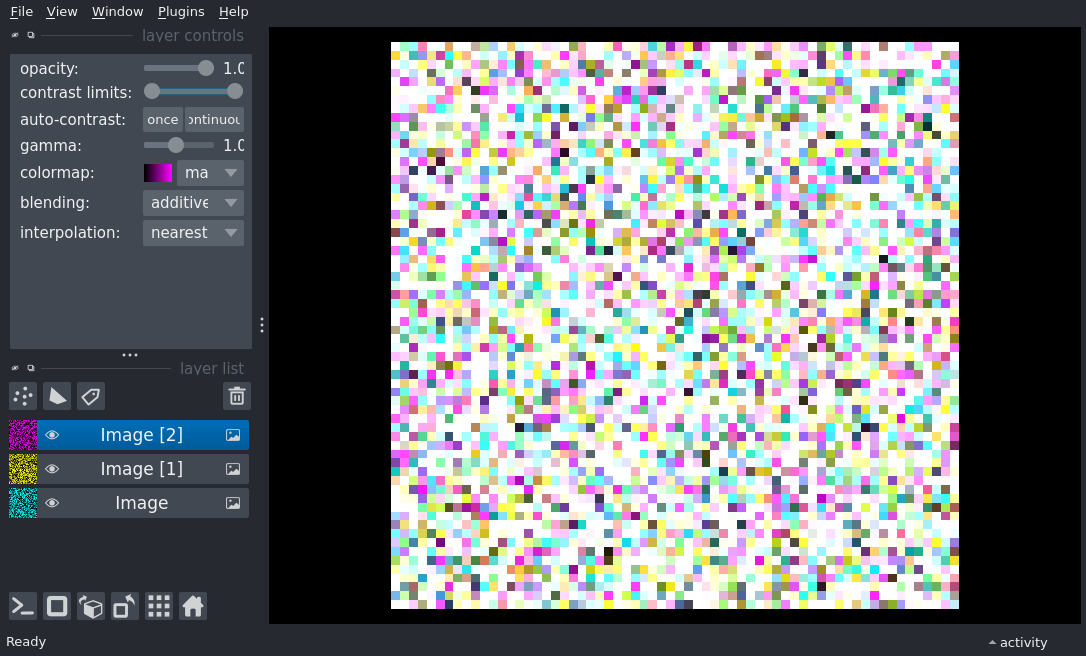 File View Window Plugins Help
layer controls
opacity: 1.0
contrast limits:
auto-contrast: once ontinuou
gamma: 1.0
colormap: ma
blending: additive
interpolation: nearest
layer list
Image [2]
Image [1]
Image
Ready
activity